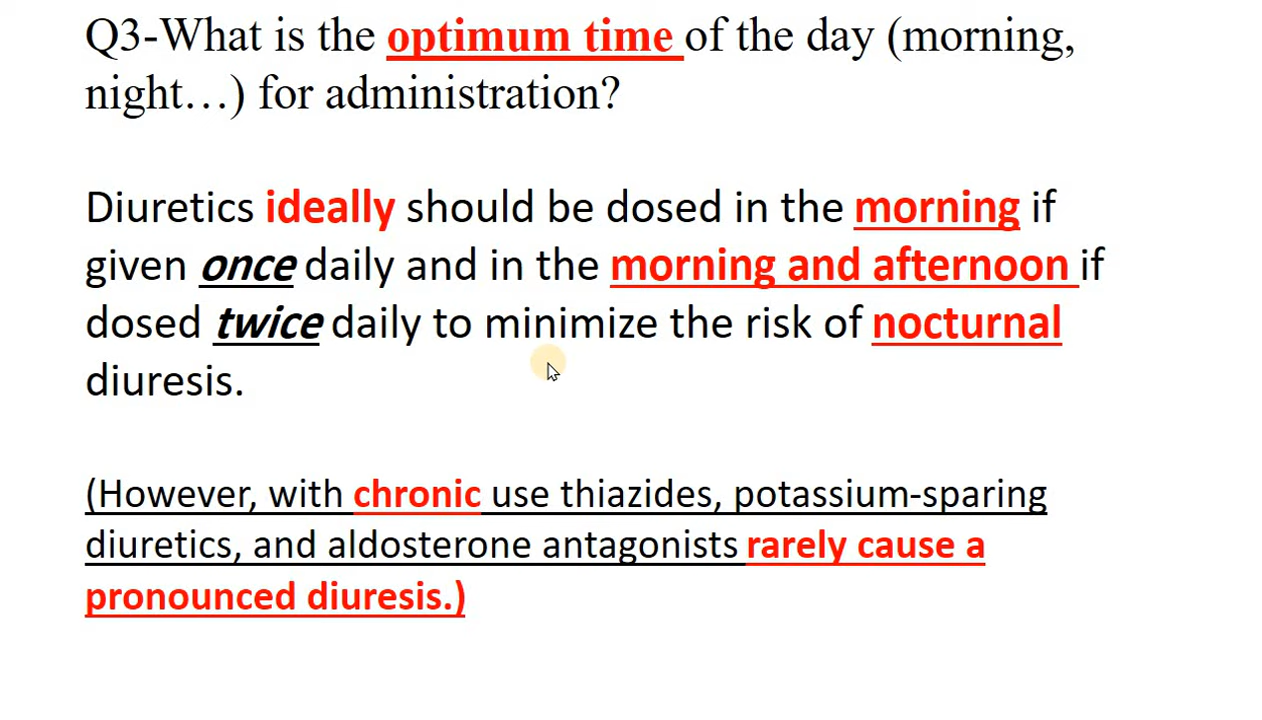 Q3-What is the optimum time of the day (morning,
night…) for administration?
Diuretics ideally should be dosed in the morning if
given once daily and in the morning and afternoon if
dosed twice daily to minimize the risk of nocturnal
diuresis.
(However, with chronic use thiazides, potassium-sparing
diuretics, and aldosterone antagonists rarely cause a
pronounced diuresis.)